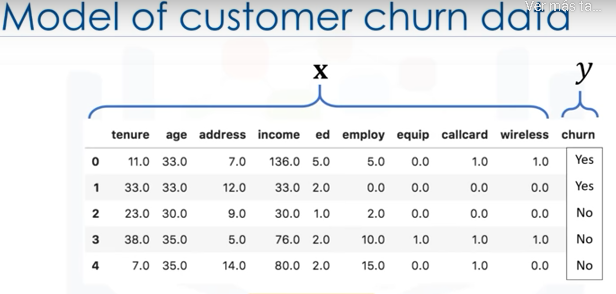 Model of customer churn data
Ver más ta...
x y
tenure age address income ed employ equip callcard wireless churn
0 11.0 33.0 7.0 136.0 5.0 5.0 0.0 1.0 1.0 Yes
1 33.0 33.0 12.0 33.0 2.0 0.0 0.0 0.0 0.0 Yes
2 23.0 30.0 9.0 30.0 1.0 2.0 0.0 0.0 0.0 No
3 38.0 35.0 5.0 76.0 2.0 10.0 1.0 1.0 1.0 No
4 7.0 35.0 14.0 80.0 2.0 15.0 0.0 1.0 0.0 No